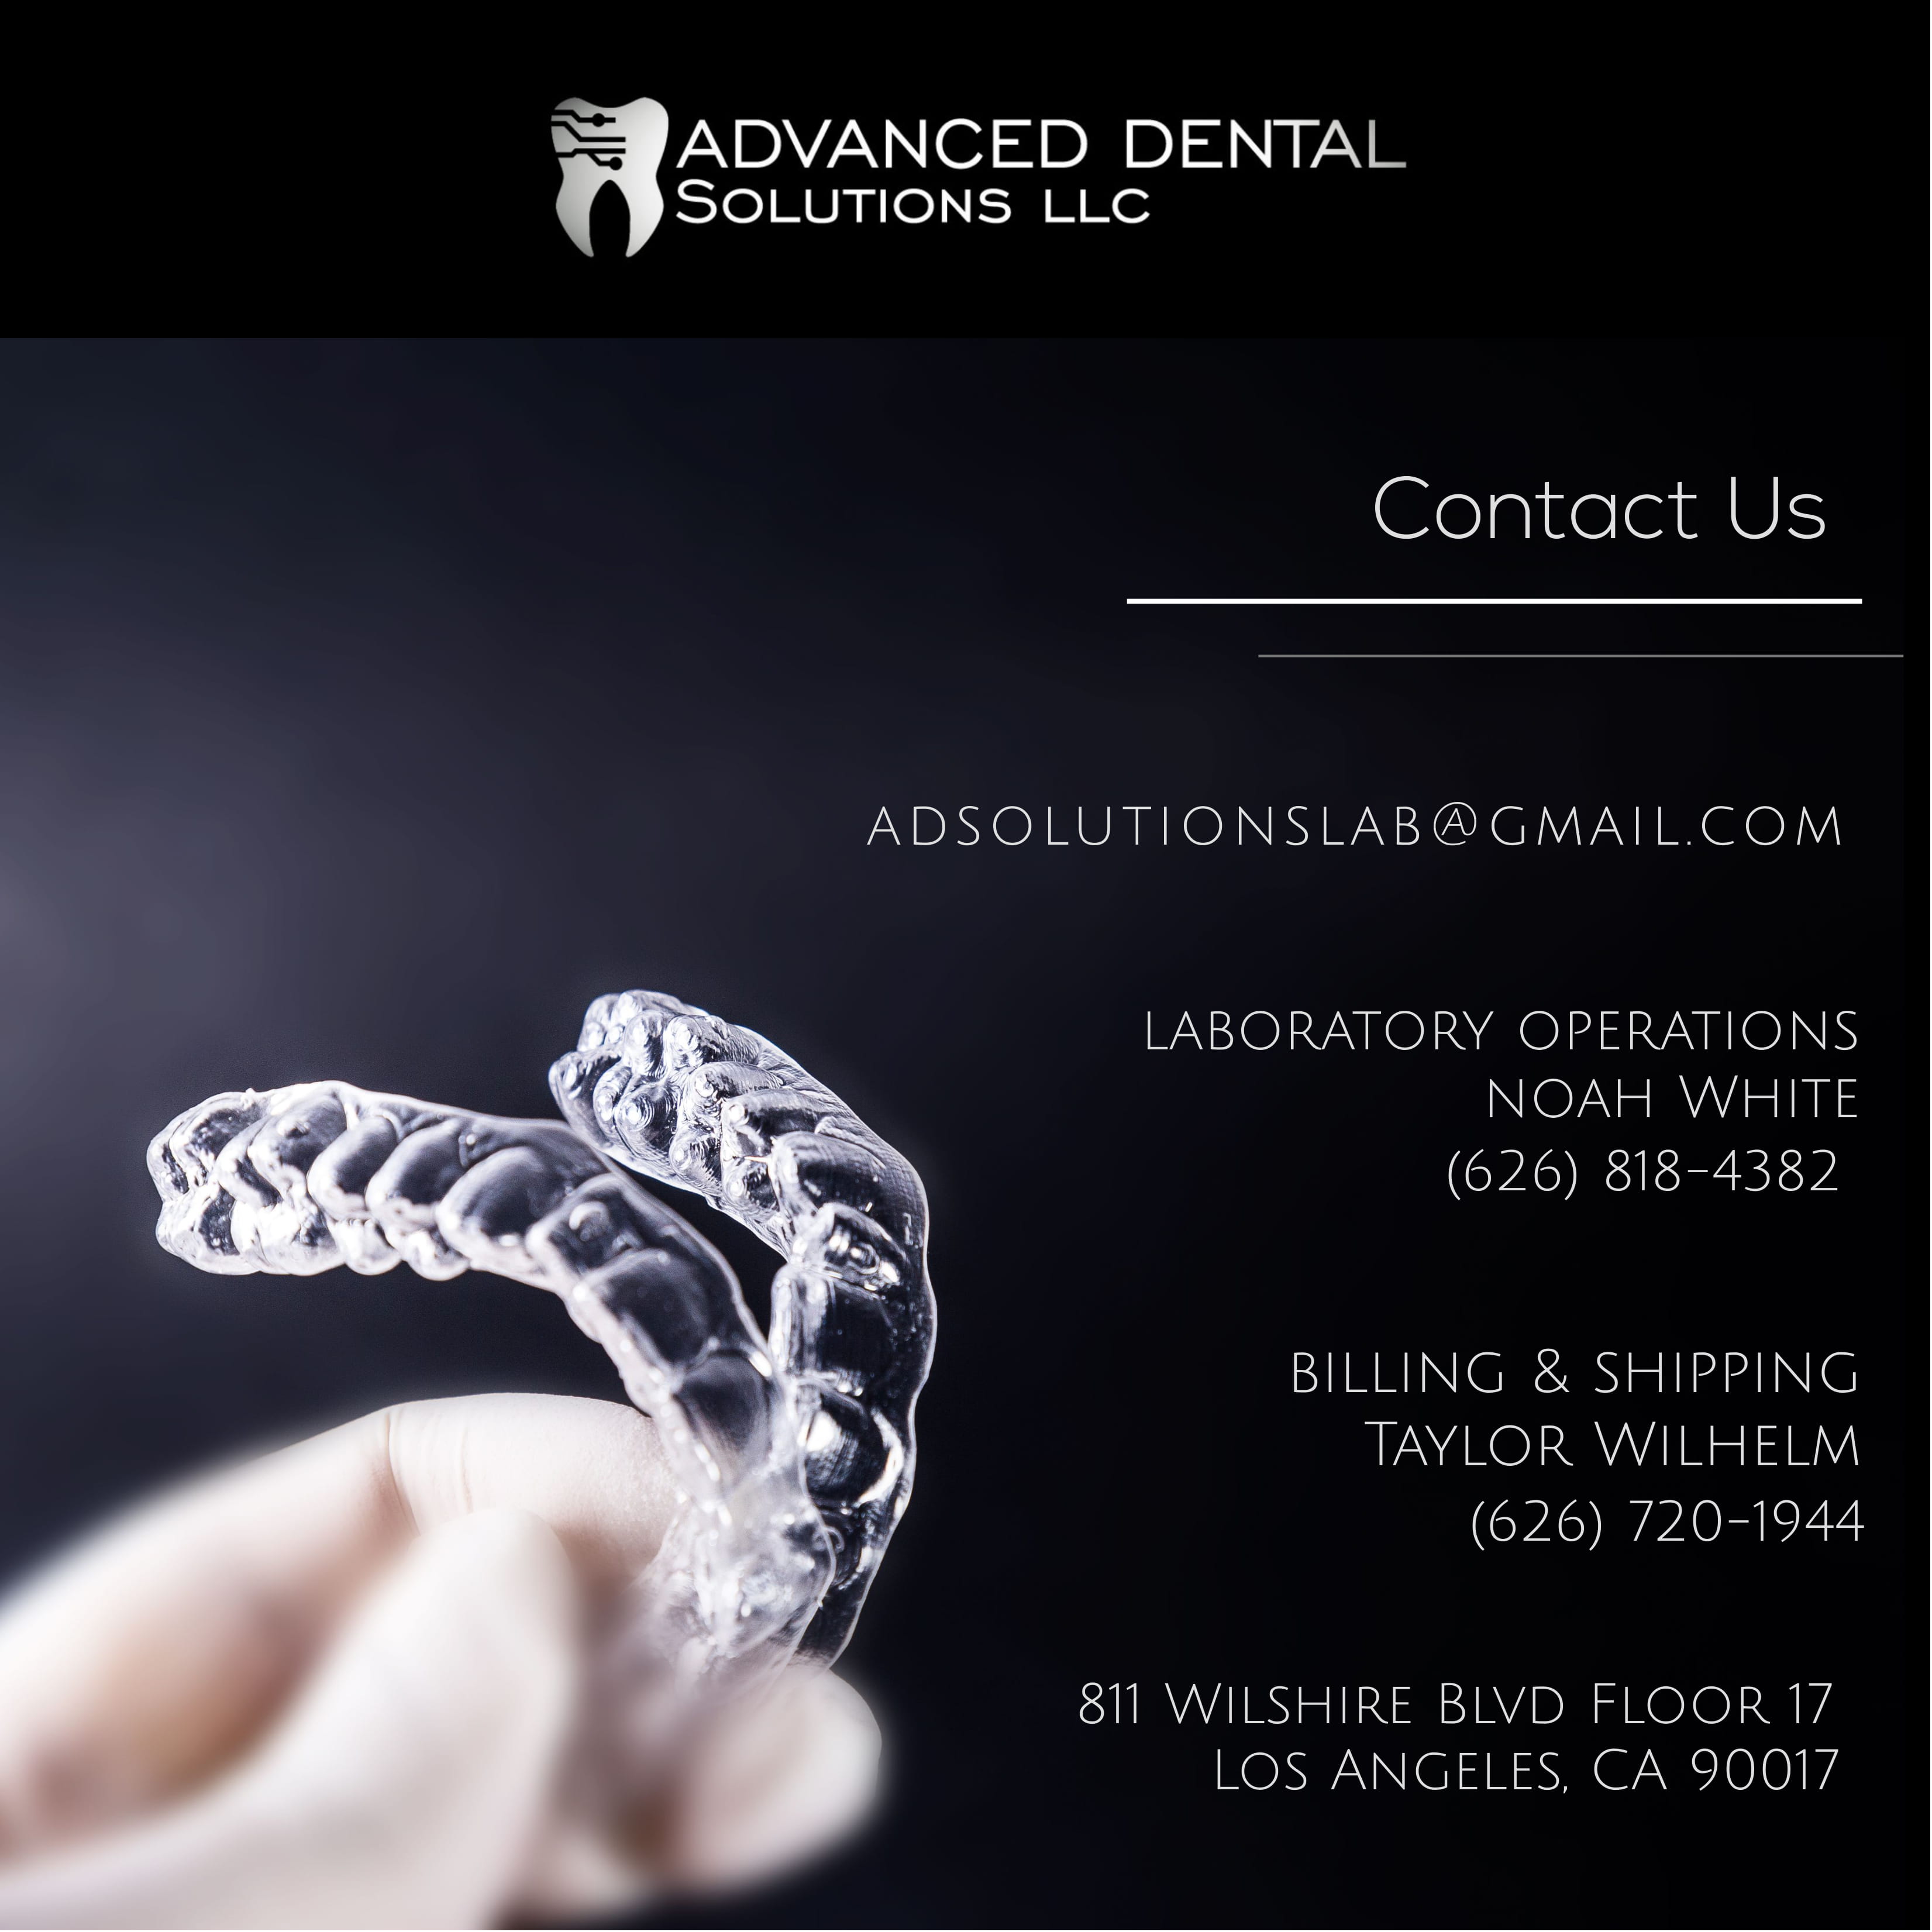 ADVANCED DENTAL
SOLUTIONS LLC
Contact Us
ADSOLUTIONSLAB@GMAIL.COM
LABORATORY OPERATIONS
NOAH WHITE
(626) 818-4382
BILLING & SHIPPING
TAYLOR WILHELM
(626) 720-1944
811 WILSHIRE BLVD FLOOR 17
LOS ANGELES, CA 90017